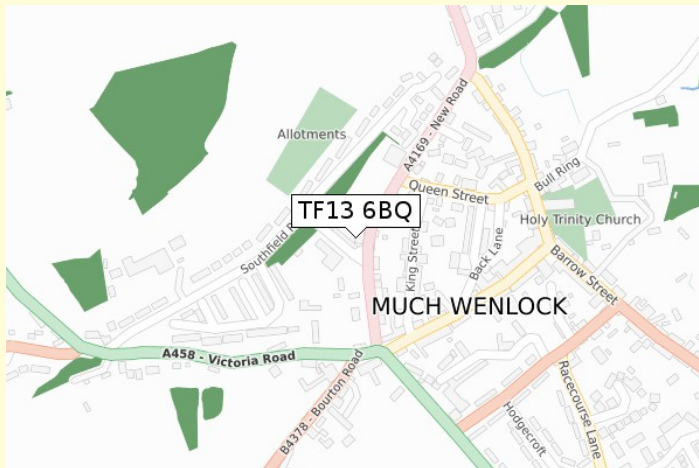 Allotments
A4169 - New Road
Queen Street
Bull Ring
TF13 6BQ
Holy Trinity Church
Southfield R
King Street
Back Lane
Barrow Street
MUCH WENLOCK
A458 - Victoria Road
B4378 - Bourton Road
Racecourse Lane
Hodgecroft